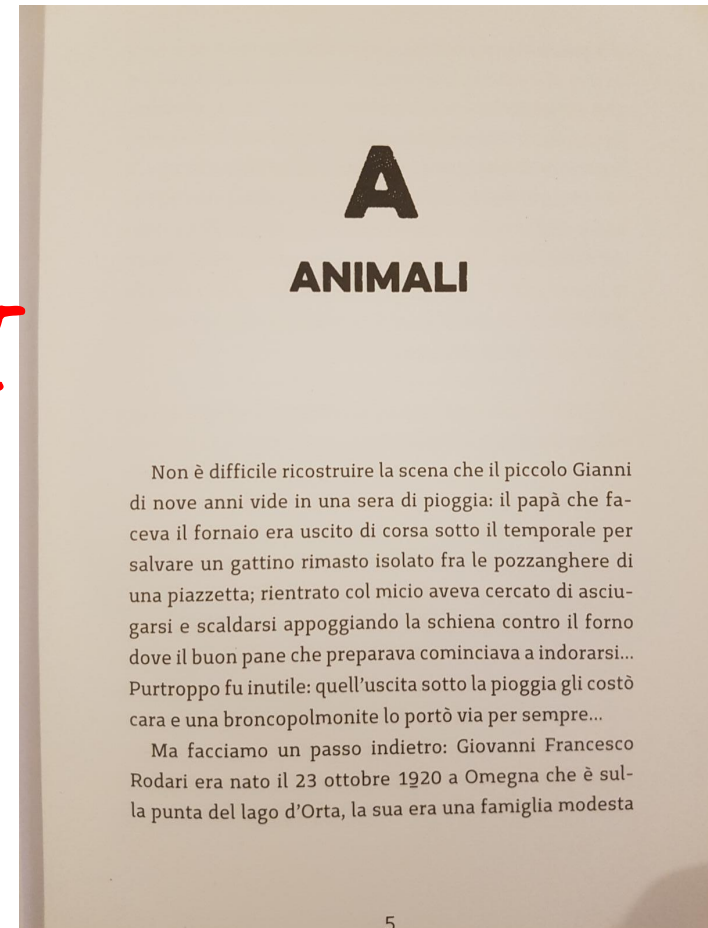 A
ANIMALI
Non è difficile ricostruire la scena che il piccolo Gianni
di nove anni vide in una sera di pioggia: il papà che fa-
ceva il fornaio era uscito di corsa sotto il temporale per
salvare un gattino rimasto isolato fra le pozzanghere di
una piazzetta; rientrato col micio aveva cercato di asciu-
garsi e scaldarsi appoggiando la schiena contro il forno
dove il buon pane che preparava cominciava a indorarsi...
Purtroppo fu inutile: quell'uscita sotto la pioggia gli costò
cara e una broncopolmonite lo portò via per sempre...
Ma facciamo un passo indietro: Giovanni Francesco
Rodari era nato il 23 ottobre 1920 a Omegna che è sul-
la punta del lago d'Orta, la sua era una famiglia modesta
5